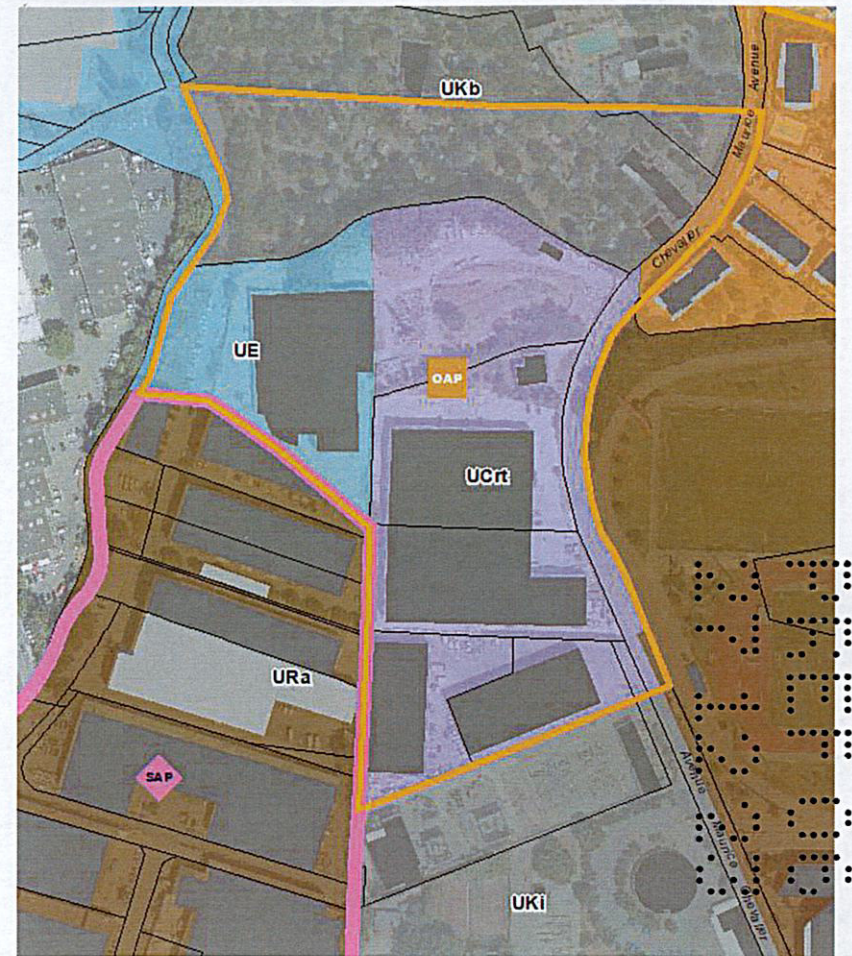 UKb
Avenue
Maurice
Chevalier
UE
OAP
UCrt
URa
SAP
Avenue
Maurice
Chevalier
UKi